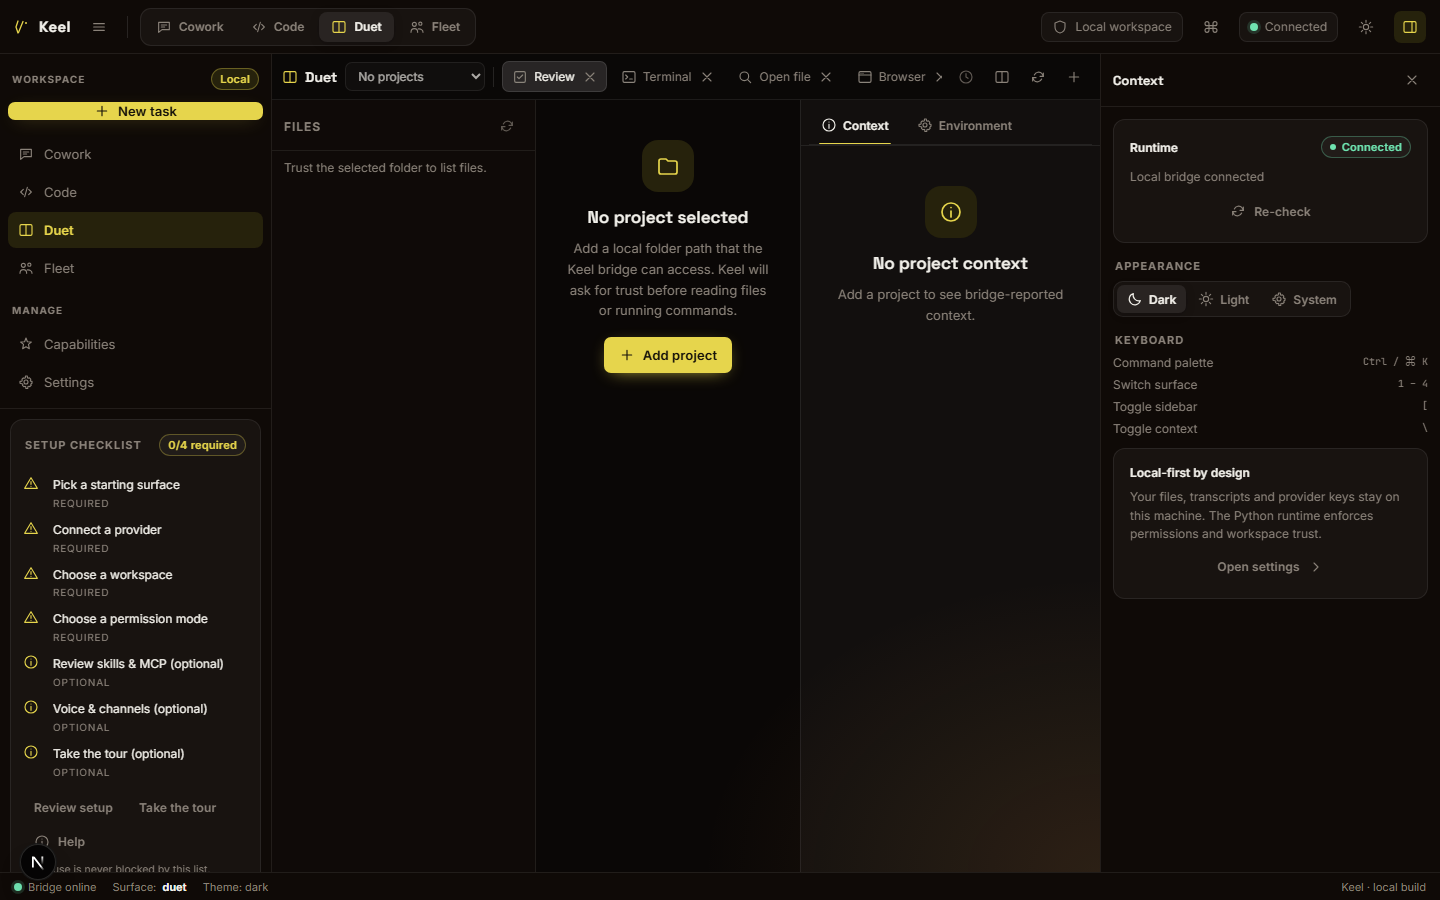 Keel
Cowork
Code
Duet
Fleet
Local workspace
Connected
WORKSPACE
Local
New task
Cowork
Code
Duet
Fleet
MANAGE
Capabilities
Settings
SETUP CHECKLIST
0/4 required
Pick a starting surface
REQUIRED
Connect a provider
REQUIRED
Choose a workspace
REQUIRED
Choose a permission mode
REQUIRED
Review skills & MCP (optional)
OPTIONAL
Voice & channels (optional)
OPTIONAL
Take the tour (optional)
OPTIONAL
Review setup
Take the tour
Help
use is never blocked by this list.
Duet
No projects
Review
Terminal
Open file
Browser
FILES
Trust the selected folder to list files.
No project selected
Add a local folder path that the
Keel bridge can access. Keel will
ask for trust before reading files
or running commands.
Add project
Context
Environment
No project context
Add a project to see bridge-reported
context.
Context
Runtime
Connected
Local bridge connected
Re-check
APPEARANCE
Dark
Light
System
KEYBOARD
Command palette
Ctrl / ⌘ K
Switch surface
1 – 4
Toggle sidebar
[
Toggle context
\
Local-first by design
Your files, transcripts and provider keys stay on
this machine. The Python runtime enforces
permissions and workspace trust.
Open settings
Bridge online
Surface: duet
Theme: dark
Keel · local build